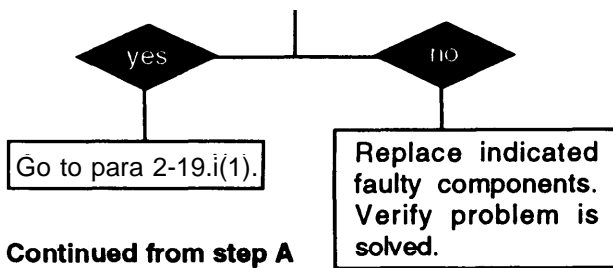 yes
no
Go to para 2-19.i(1).
Replace indicated
faulty components.
Verify problem is
solved.
Continued from step A